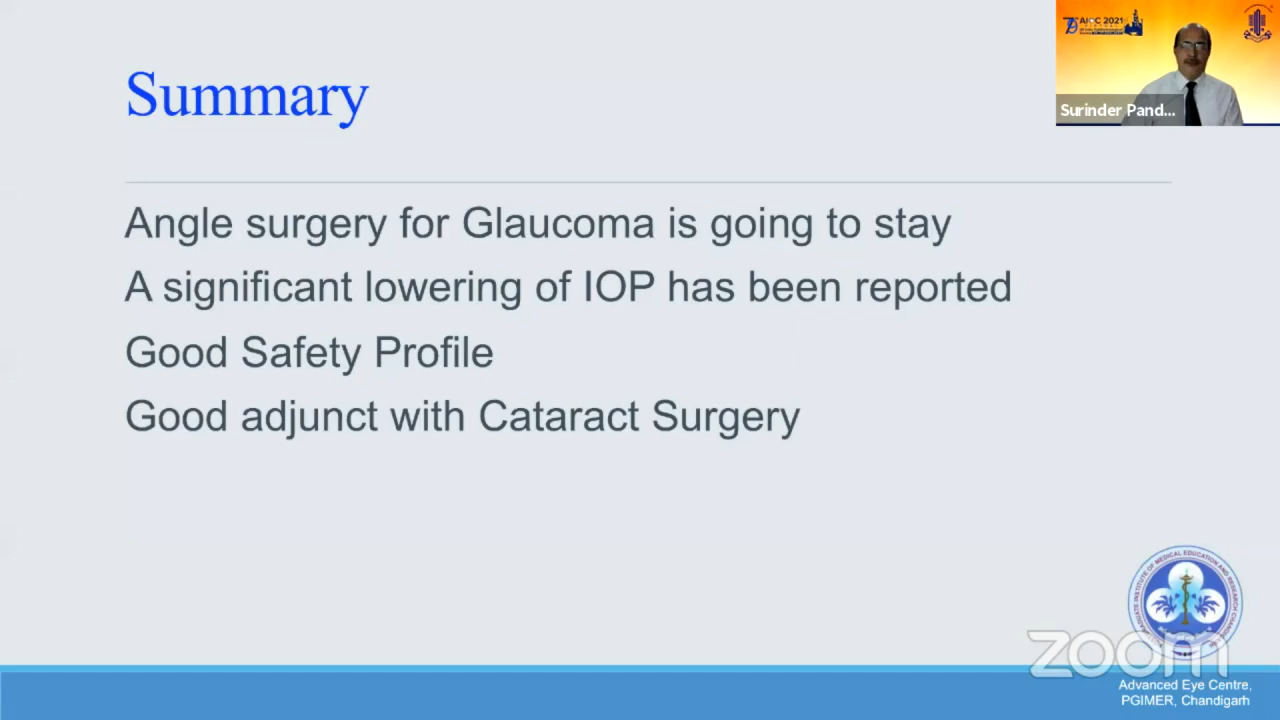 79 AIOC 2021
Surinder Pand...
Summary
Angle surgery for Glaucoma is going to stay
A significant lowering of IOP has been reported
Good Safety Profile
Good adjunct with Cataract Surgery
zoom
Advanced Eye Centre,
PGIMER, Chandigarh